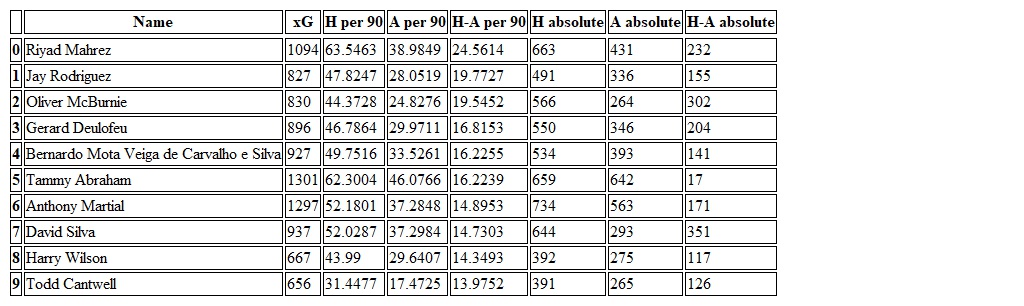 Name xG H per 90 A per 90 H-A per 90 H absolute A absolute H-A absolute
0 Riyad Mahrez 1094 63.5463 38.9849 24.5614 663 431 232
1 Jay Rodriguez 827 47.8247 28.0519 19.7727 491 336 155
2 Oliver McBurnie 830 44.3728 24.8276 19.5452 566 264 302
3 Gerard Deulofeu 896 46.7864 29.9711 16.8153 550 346 204
4 Bernardo Mota Veiga de Carvalho e Silva 927 49.7516 33.5261 16.2255 534 393 141
5 Tammy Abraham 1301 62.3004 46.0766 16.2239 659 642 17
6 Anthony Martial 1297 52.1801 37.2848 14.8953 734 563 171
7 David Silva 937 52.0287 37.2984 14.7303 644 293 351
8 Harry Wilson 667 43.99 29.6407 14.3493 392 275 117
9 Todd Cantwell 656 31.4477 17.4725 13.9752 391 265 126